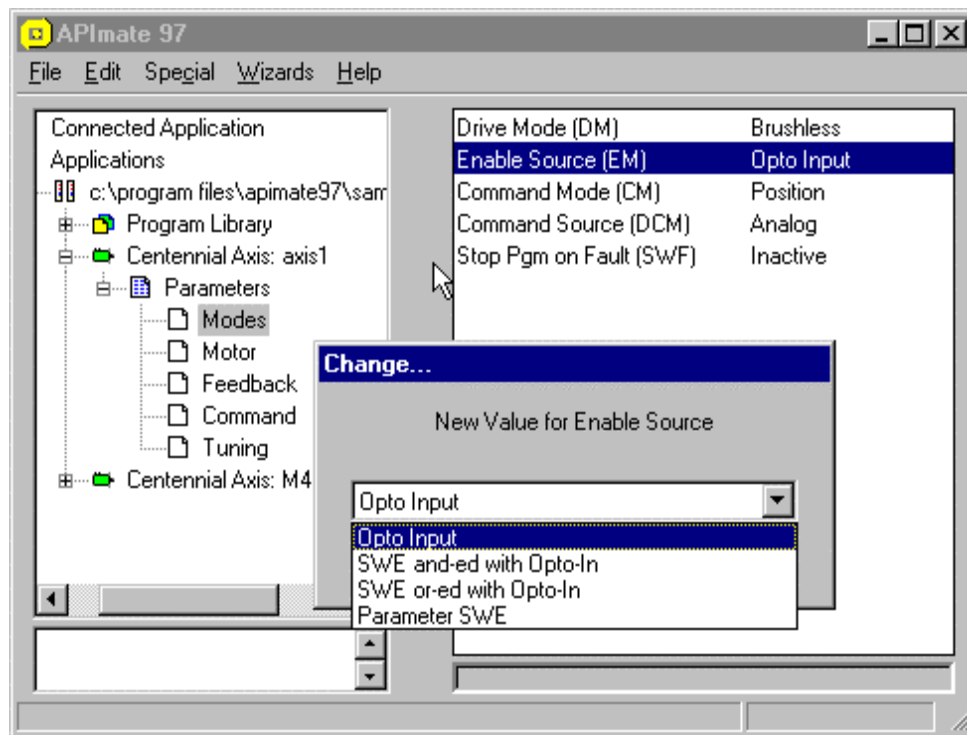 APImate 97
File Edit Special Wizards Help
Connected Application
Applications
c:\program files\apimate97\sam
Program Library
Centennial Axis: axis1
Parameters
Modes
Motor
Feedback
Command
Tuning
Centennial Axis: M4
Drive Mode (DM) Brushless
Enable Source (EM) Opto Input
Command Mode (CM) Position
Command Source (DCM) Analog
Stop Pgm on Fault (SWF) Inactive
Change...
New Value for Enable Source
Opto Input
Opto Input
SWE and-ed with Opto-In
SWE or-ed with Opto-In
Parameter SWE